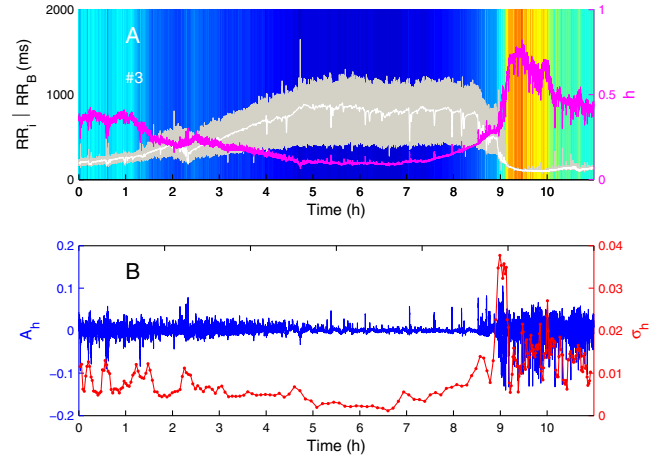 2000
1
A
#3
RR_i | RR_B (ms)
1000
0.5
h
0
0
0 1 2 3 4 5 6 7 8 9 10
Time (h)
0.2
0.04
B
0.1
0.03
A_h
0
0.02
σ_h
−0.1
0.01
−0.2
0
0 1 2 3 4 5 6 7 8 9 10
Time (h)